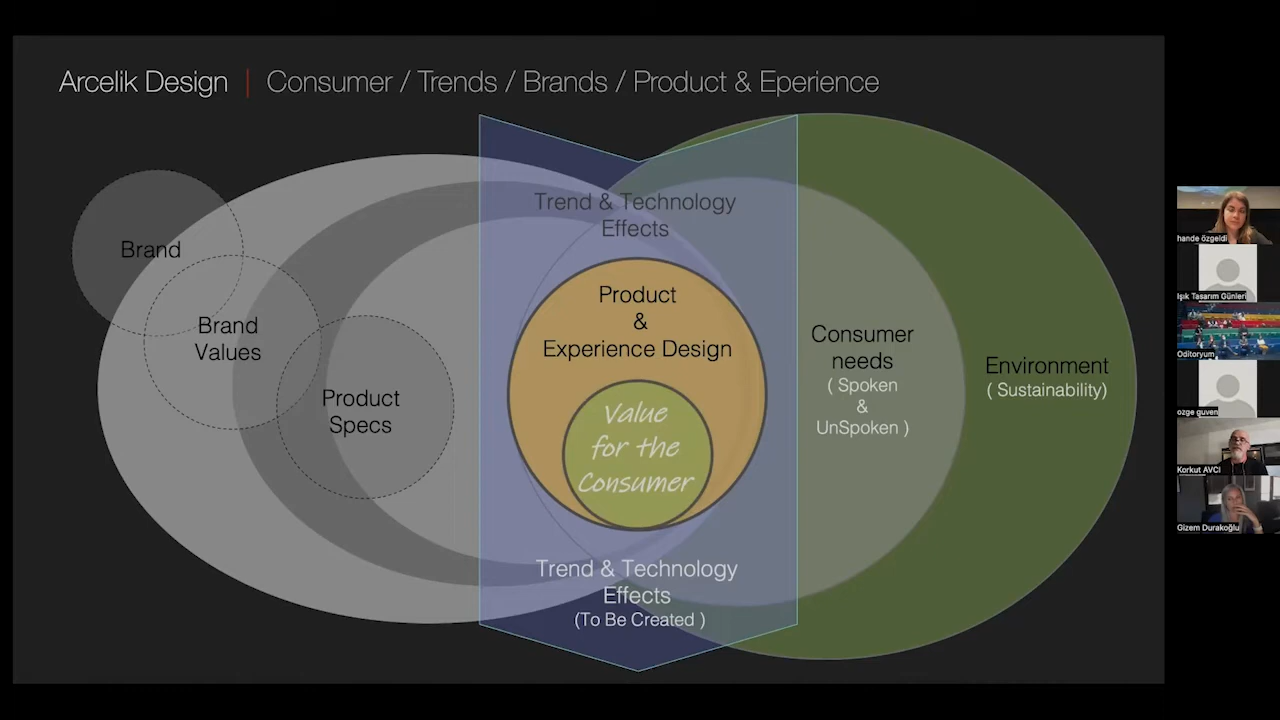 Arcelik Design | Consumer / Trends / Brands / Product & Eperience
Brand
Brand
Values
Product
Specs
Trend & Technology
Effects
Product
&
Experience Design
Value
for the
Consumer
Trend & Technology
Effects
(To Be Created )
Consumer
needs
( Spoken
&
UnSpoken )
Environment
( Sustainability)
hande özgeldi
Işık Tasarım Günleri
Oditoryum
ozge guven
Korkut AVCI
Gizem Durakoğlu